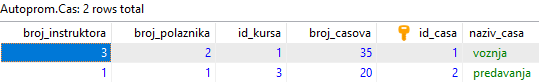 Autoprom.Cas: 2 rows total
broj_instruktora broj_polaznika id_kursa broj_casova id_casa naziv_casa
3 2 1 35 1 voznja
1 1 3 20 2 predavanja